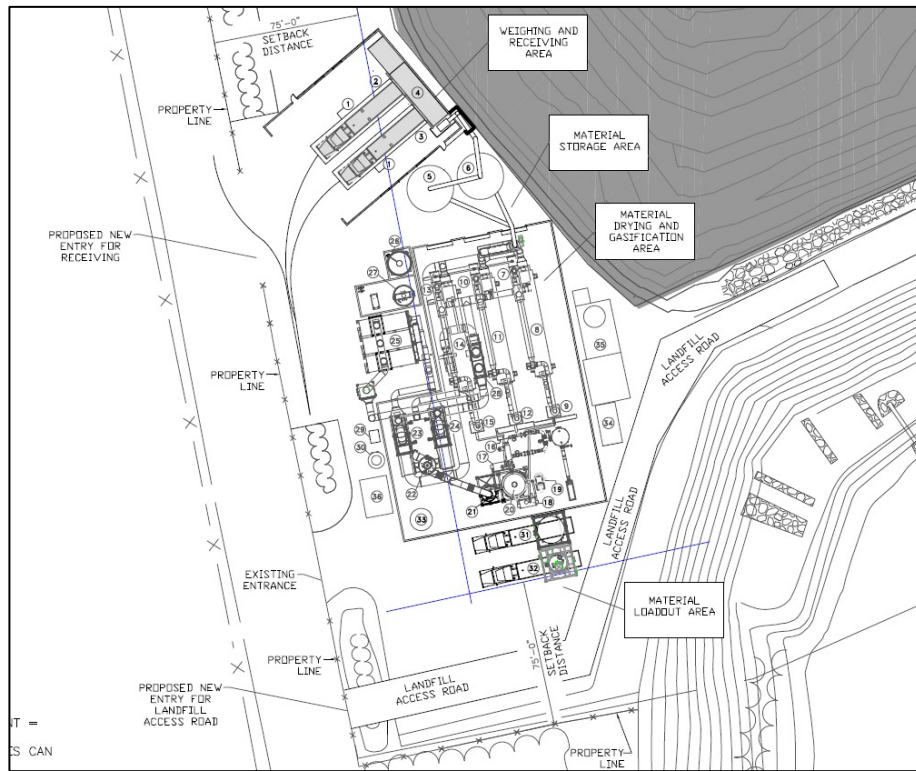 75'-0"
SETBACK
DISTANCE
WEIGHING AND
RECEIVING
AREA
PROPERTY
LINE
2
1
4
3
1
5
6
MATERIAL
STORAGE AREA
PROPOSED NEW
ENTRY FOR
RECEIVING
MATERIAL
DRYING AND
GASIFICATION
AREA
26
27
7
13
10
8
25
14
11
35
28
LANDFILL
ACCESS ROAD
PROPERTY
LINE
9
12
15
34
29
23
24
30
16
17
36
22
19
18
21
20
33
31
32
LANDFILL
ACCESS ROAD
EXISTING
ENTRANCE
MATERIAL
LOADOUT AREA
75'-0"
SETBACK
DISTANCE
PROPERTY
LINE
LANDFILL
ACCESS ROAD
PROPOSED NEW
ENTRY FOR
LANDFILL
ACCESS ROAD
NT =
IS CAN
PROPERTY
LINE